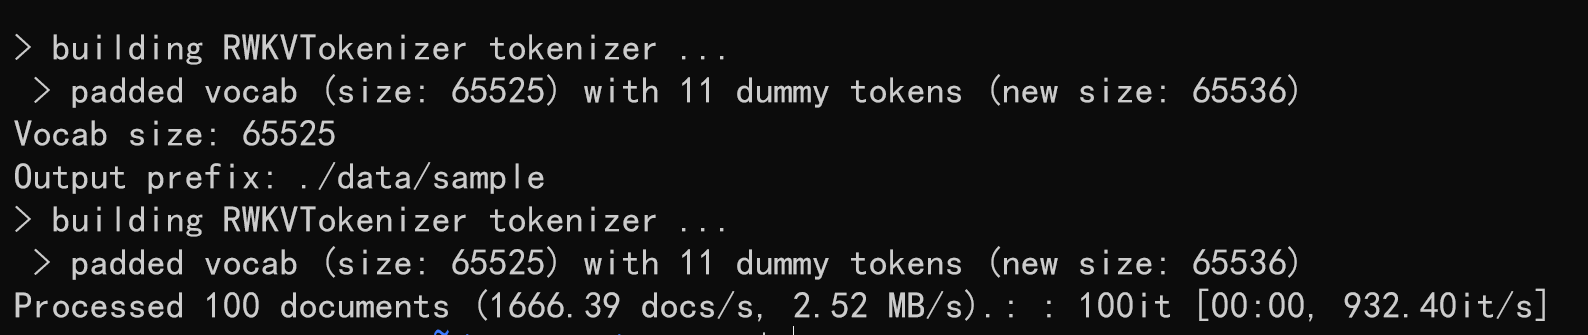 > building RWKVTokenizer tokenizer ...
 > padded vocab (size: 65525) with 11 dummy tokens (new size: 65536)
Vocab size: 65525
Output prefix: ./data/sample
> building RWKVTokenizer tokenizer ...
 > padded vocab (size: 65525) with 11 dummy tokens (new size: 65536)
Processed 100 documents (1666.39 docs/s, 2.52 MB/s).: : 100it [00:00, 932.40it/s]